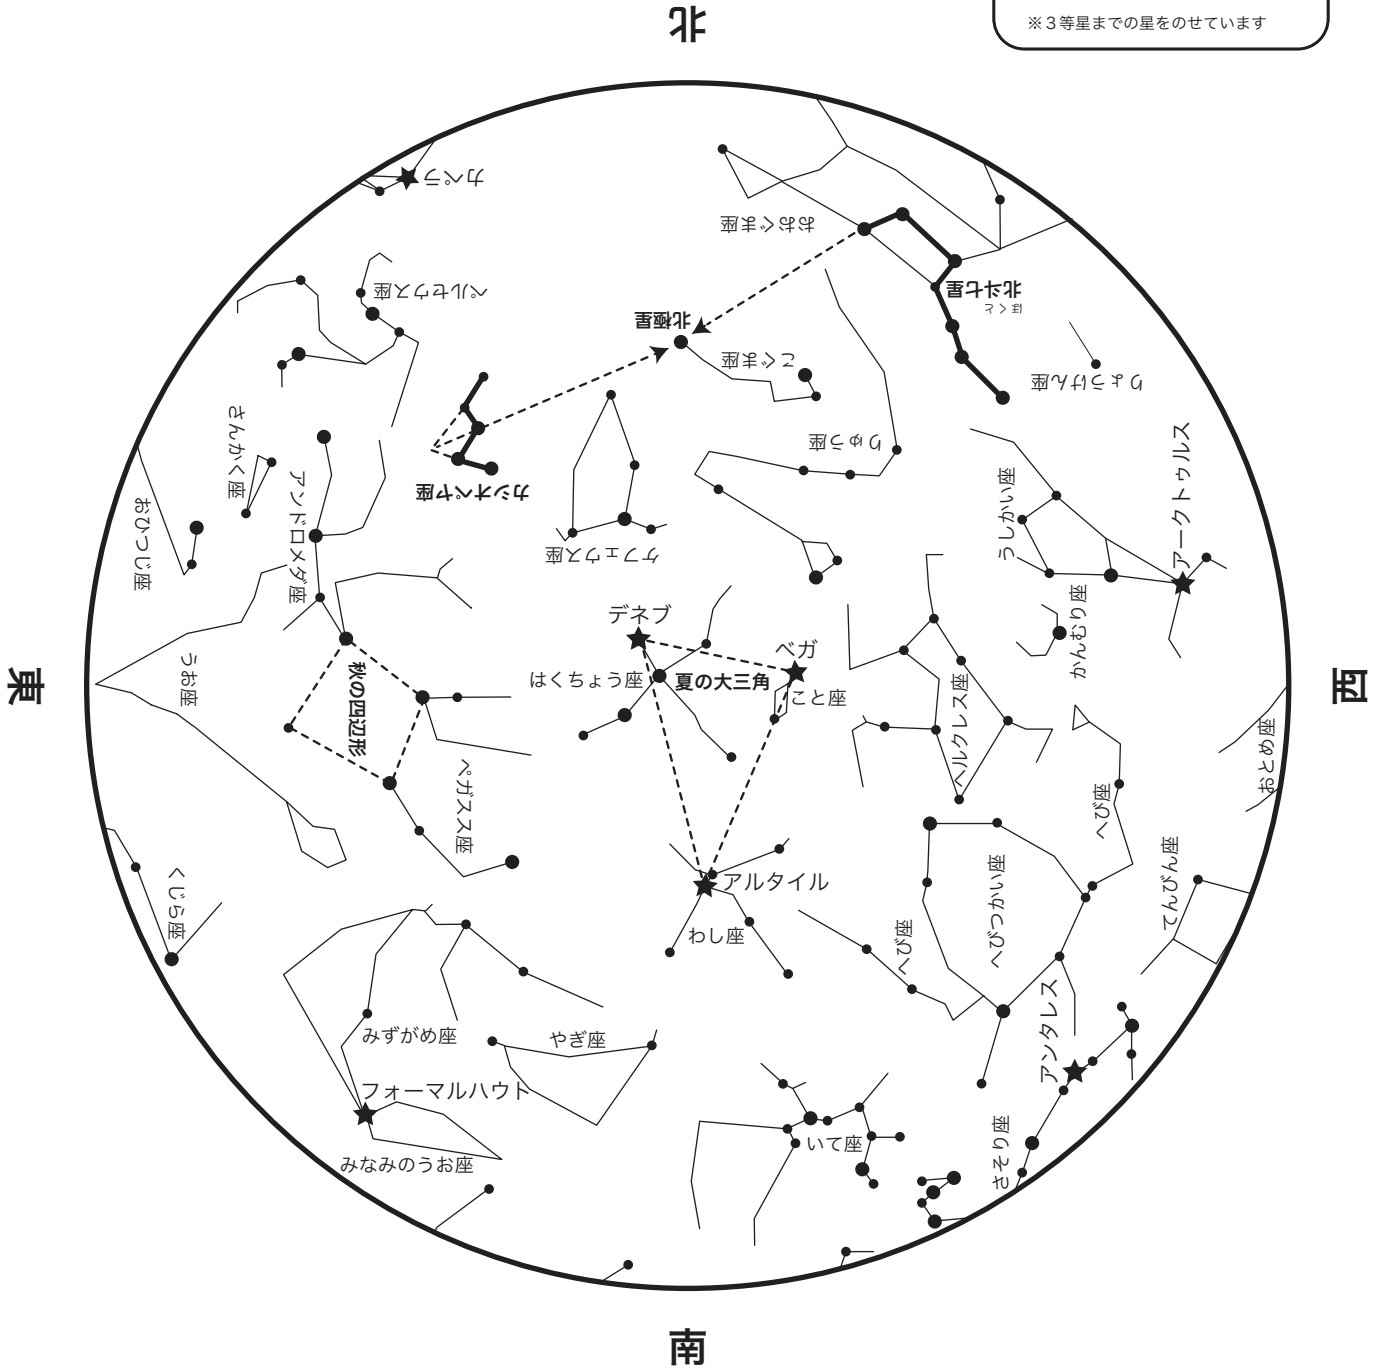 ※３等星までの星をのせています
北
カペラ
おおぐま座
ペルセウス座
北斗七星
ほくと
北極星
こぐま座
りょうけん座
さんかく座
りゅう座
アークトゥルス
カシオペヤ座
アンドロメダ座
うしかい座
おひつじ座
ケフェウス座
かんむり座
デネブ
ベガ
うお座
秋の四辺形
はくちょう座
夏の大三角
こと座
東
西
ヘルクレス座
おとめ座
ペガスス座
へび座
アルタイル
くじら座
わし座
へび座
へびつかい座
てんびん座
みずがめ座
やぎ座
アンタレス
フォーマルハウト
いて座
さそり座
みなみのうお座
南